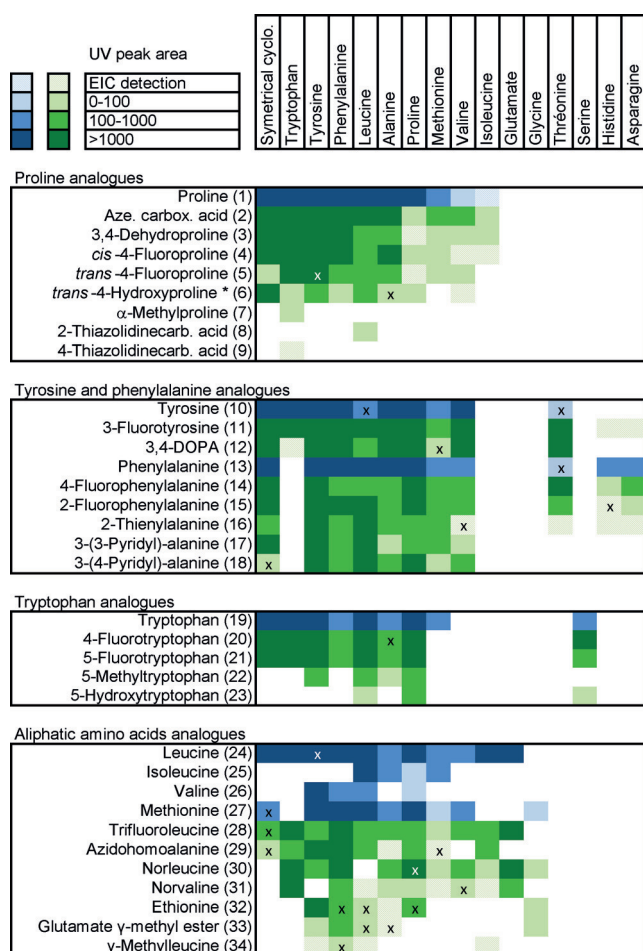 UV peak area
EIC detection
0-100
100-1000
>1000
Symetrical cyclo.
Tryptophan
Tyrosine
Phenylalanine
Leucine
Alanine
Proline
Methionine
Valine
Isoleucine
Glutamate
Glycine
Thréonine
Serine
Histidine
Asparagine
Proline analogues
Proline (1)
Aze. carbox. acid (2)
3,4-Dehydroproline (3)
cis-4-Fluoroproline (4)
trans-4-Fluoroproline (5) x
trans-4-Hydroxyproline * (6) x
α-Methylproline (7)
2-Thiazolidinecarb. acid (8)
4-Thiazolidinecarb. acid (9)
Tyrosine and phenylalanine analogues
Tyrosine (10) x x
3-Fluorotyrosine (11)
3,4-DOPA (12) x
Phenylalanine (13) x
4-Fluorophenylalanine (14)
2-Fluorophenylalanine (15) x
2-Thienylalanine (16) x
3-(3-Pyridyl)-alanine (17)
3-(4-Pyridyl)-alanine (18) x
Tryptophan analogues
Tryptophan (19)
4-Fluorotryptophan (20) x
5-Fluorotryptophan (21)
5-Methyltryptophan (22)
5-Hydroxytryptophan (23)
Aliphatic amino acids analogues
Leucine (24) x
Isoleucine (25)
Valine (26)
Methionine (27) x
Trifluoroleucine (28) x
Azidohomoalanine (29) x x
Norleucine (30) x
Norvaline (31) x
Ethionine (32) x x x
Glutamate γ-methyl ester (33) x x
γ-Methylleucine (34) x